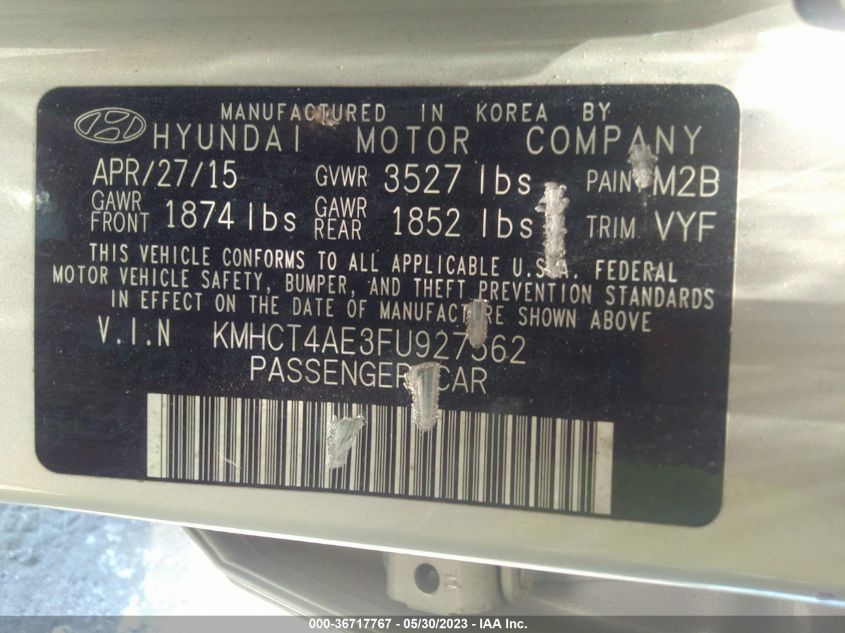 MANUFACTURED IN KOREA BY
HYUNDAI MOTOR COMPANY
APR/27/15 GVWR 3527 lbs PAINT M2B
GAWR FRONT 1874 lbs GAWR REAR 1852 lbs TRIM VYF
THIS VEHICLE CONFORMS TO ALL APPLICABLE U.S.A. FEDERAL
MOTOR VEHICLE SAFETY, BUMPER, AND THEFT PREVENTION STANDARDS
IN EFFECT ON THE DATE OF MANUFACTURE SHOWN ABOVE
V.I.N KMHCT4AE3FU927562
PASSENGER CAR
000-36717767 - 05/30/2023 - IAA Inc.